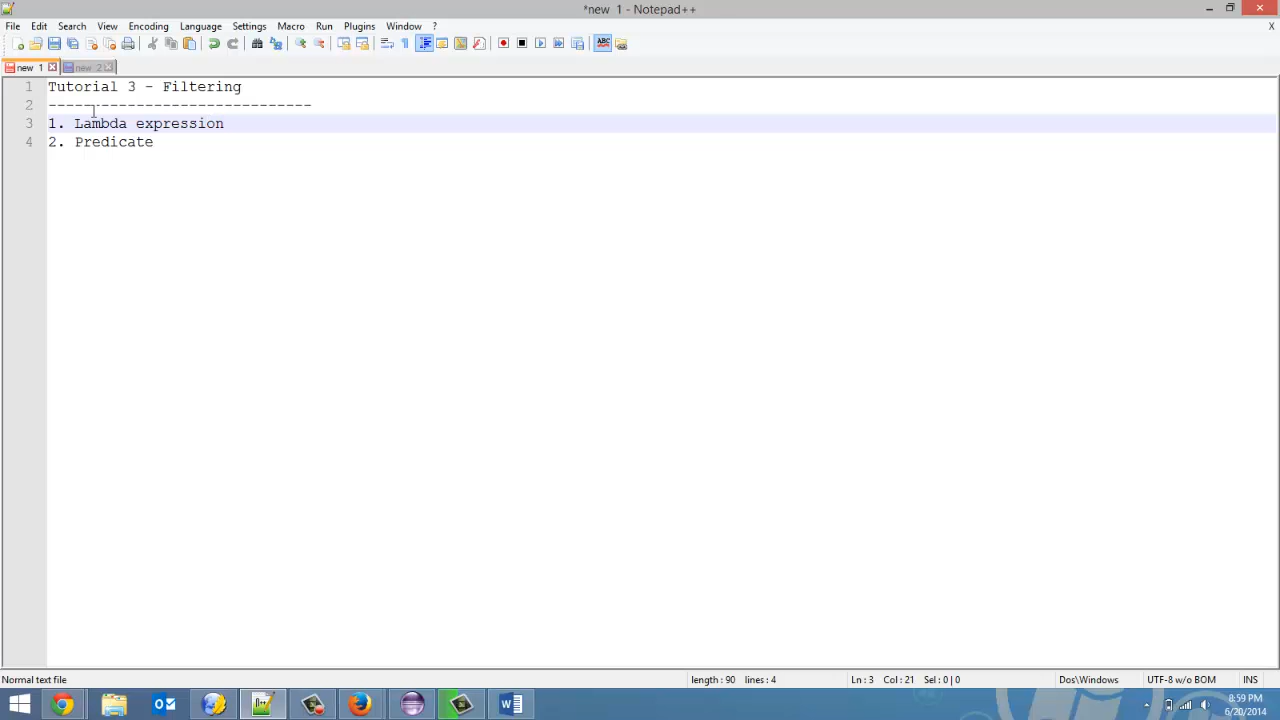 *new 1 - Notepad++
File Edit Search View Encoding Language Settings Macro Run Plugins Window ? X
new 1 new 2
1 Tutorial 3 - Filtering
2 ------------------------------
3 1. Lambda expression
4 2. Predicate
Normal text file length : 90 lines : 4 Ln : 3 Col : 21 Sel : 0 | 0 Dos\Windows UTF-8 w/o BOM INS
8:59 PM
6/20/2014